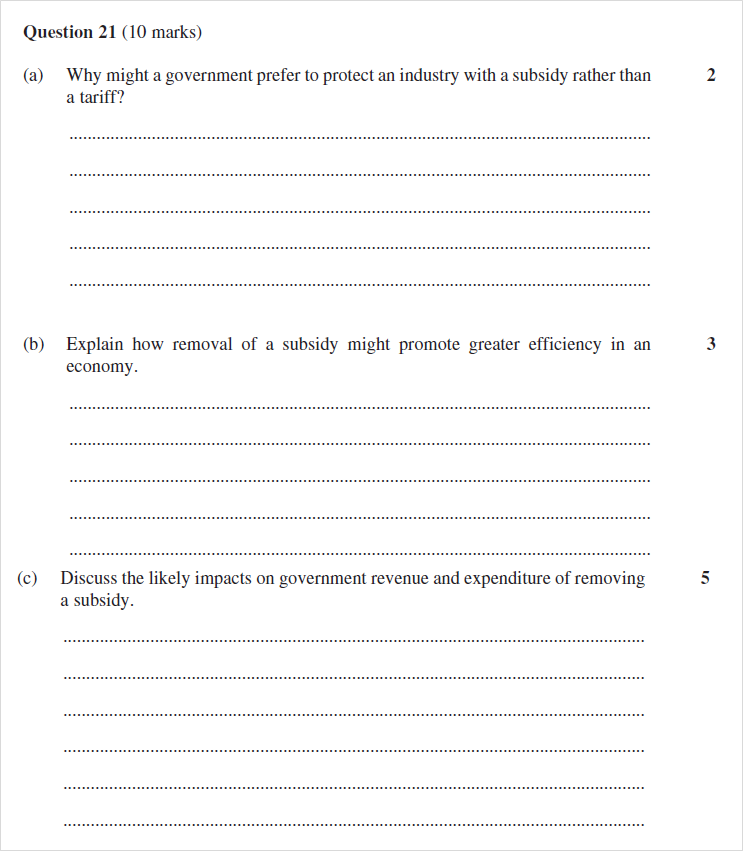 Question 21 (10 marks)
(a) Why might a government prefer to protect an industry with a subsidy rather than 2
a tariff?
(b) Explain how removal of a subsidy might promote greater efficiency in an 3
economy.
(c) Discuss the likely impacts on government revenue and expenditure of removing 5
a subsidy.